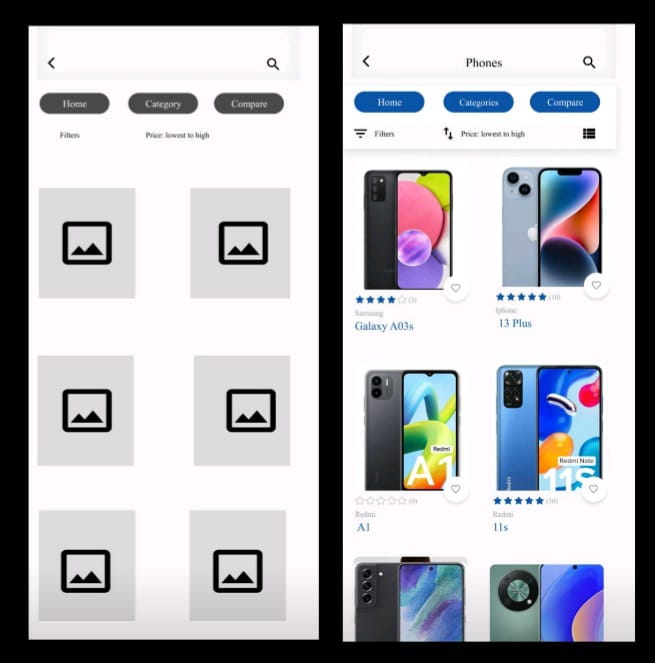 Home Category Compare
Filters Price: lowest to high
Phones
Home Categories Compare
Filters Price: lowest to high
(3)
Samsung
Galaxy A03s
(10)
Iphone
13 Plus
Redmi
A1
(0)
Redmi
A1
Redmi Note
11S
(10)
Redmi
11s